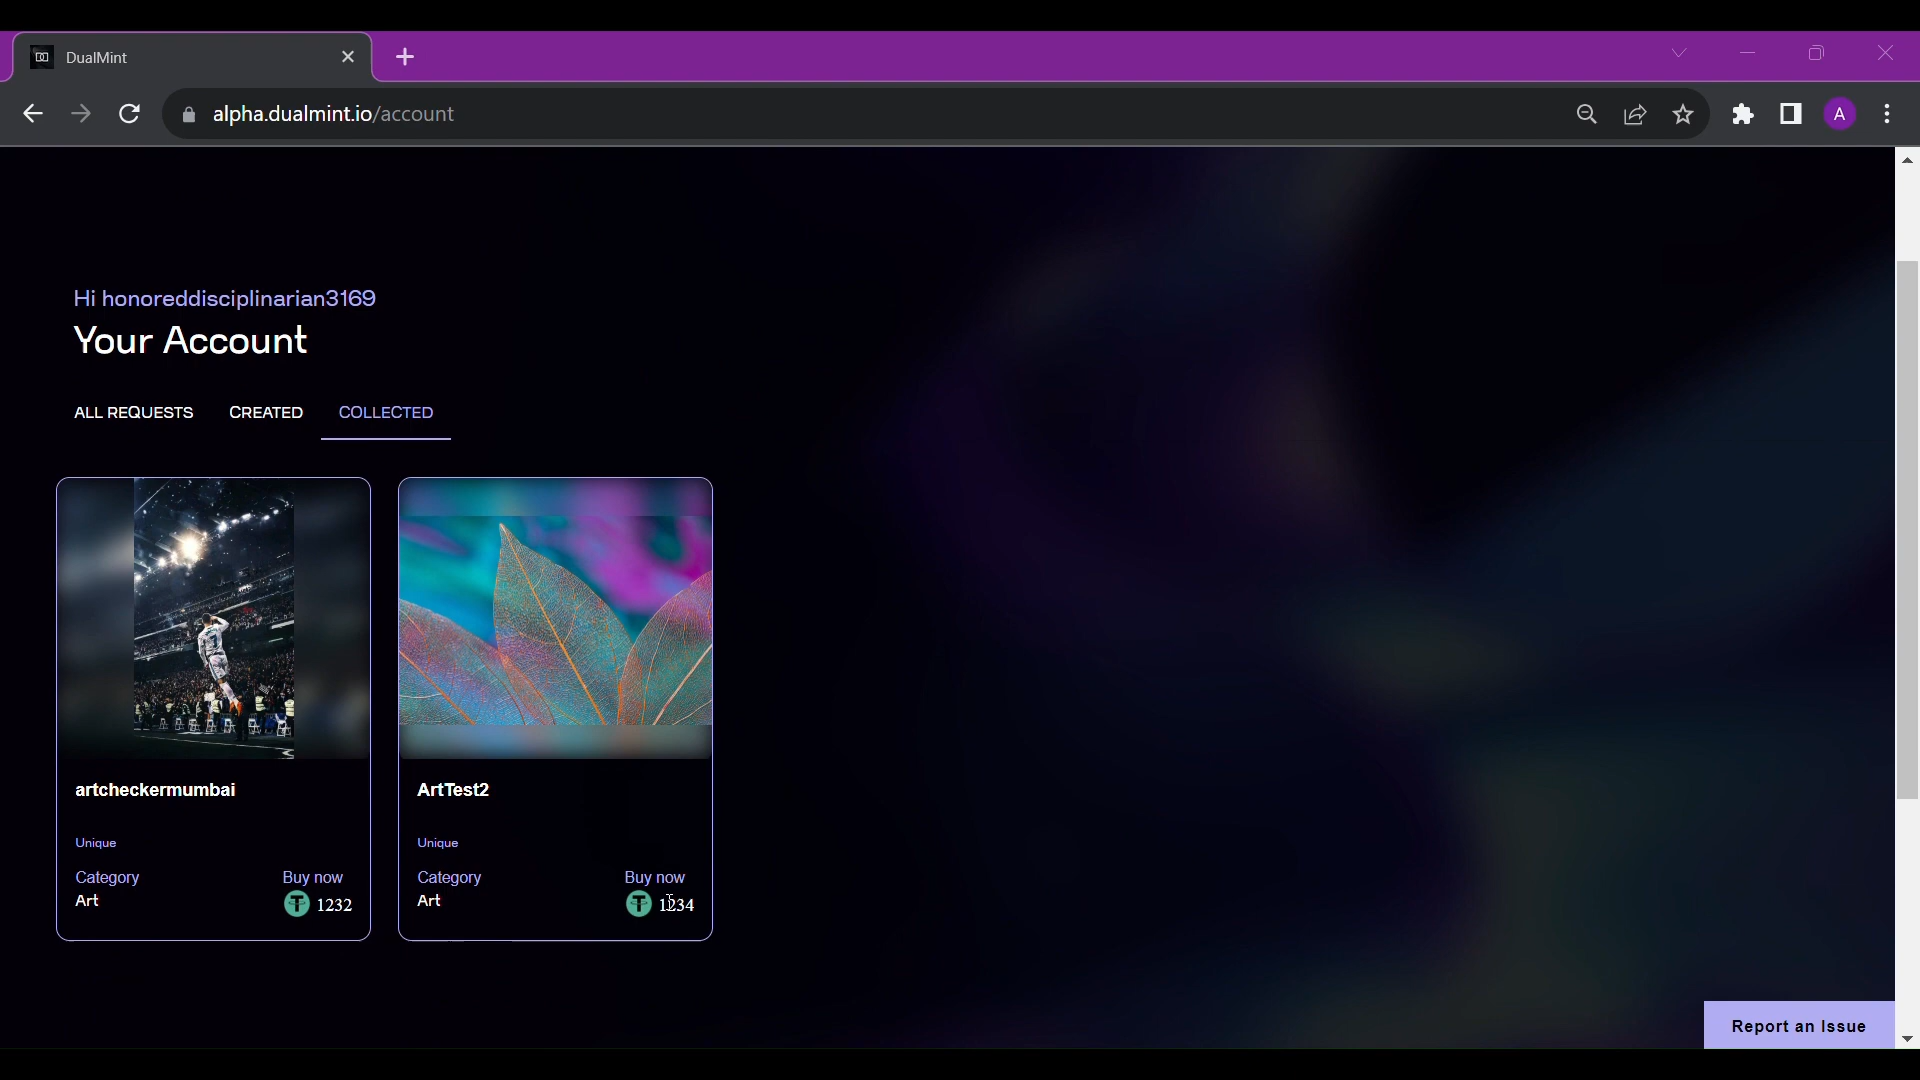 DualMint
alpha.dualmint.io/account
A
Hi honoreddisciplinarian3169
Your Account
ALL REQUESTS CREATED COLLECTED
artcheckermumbai
Unique
Category Buy now
Art 1232
ArtTest2
Unique
Category Buy now
Art 1234
Report an Issue